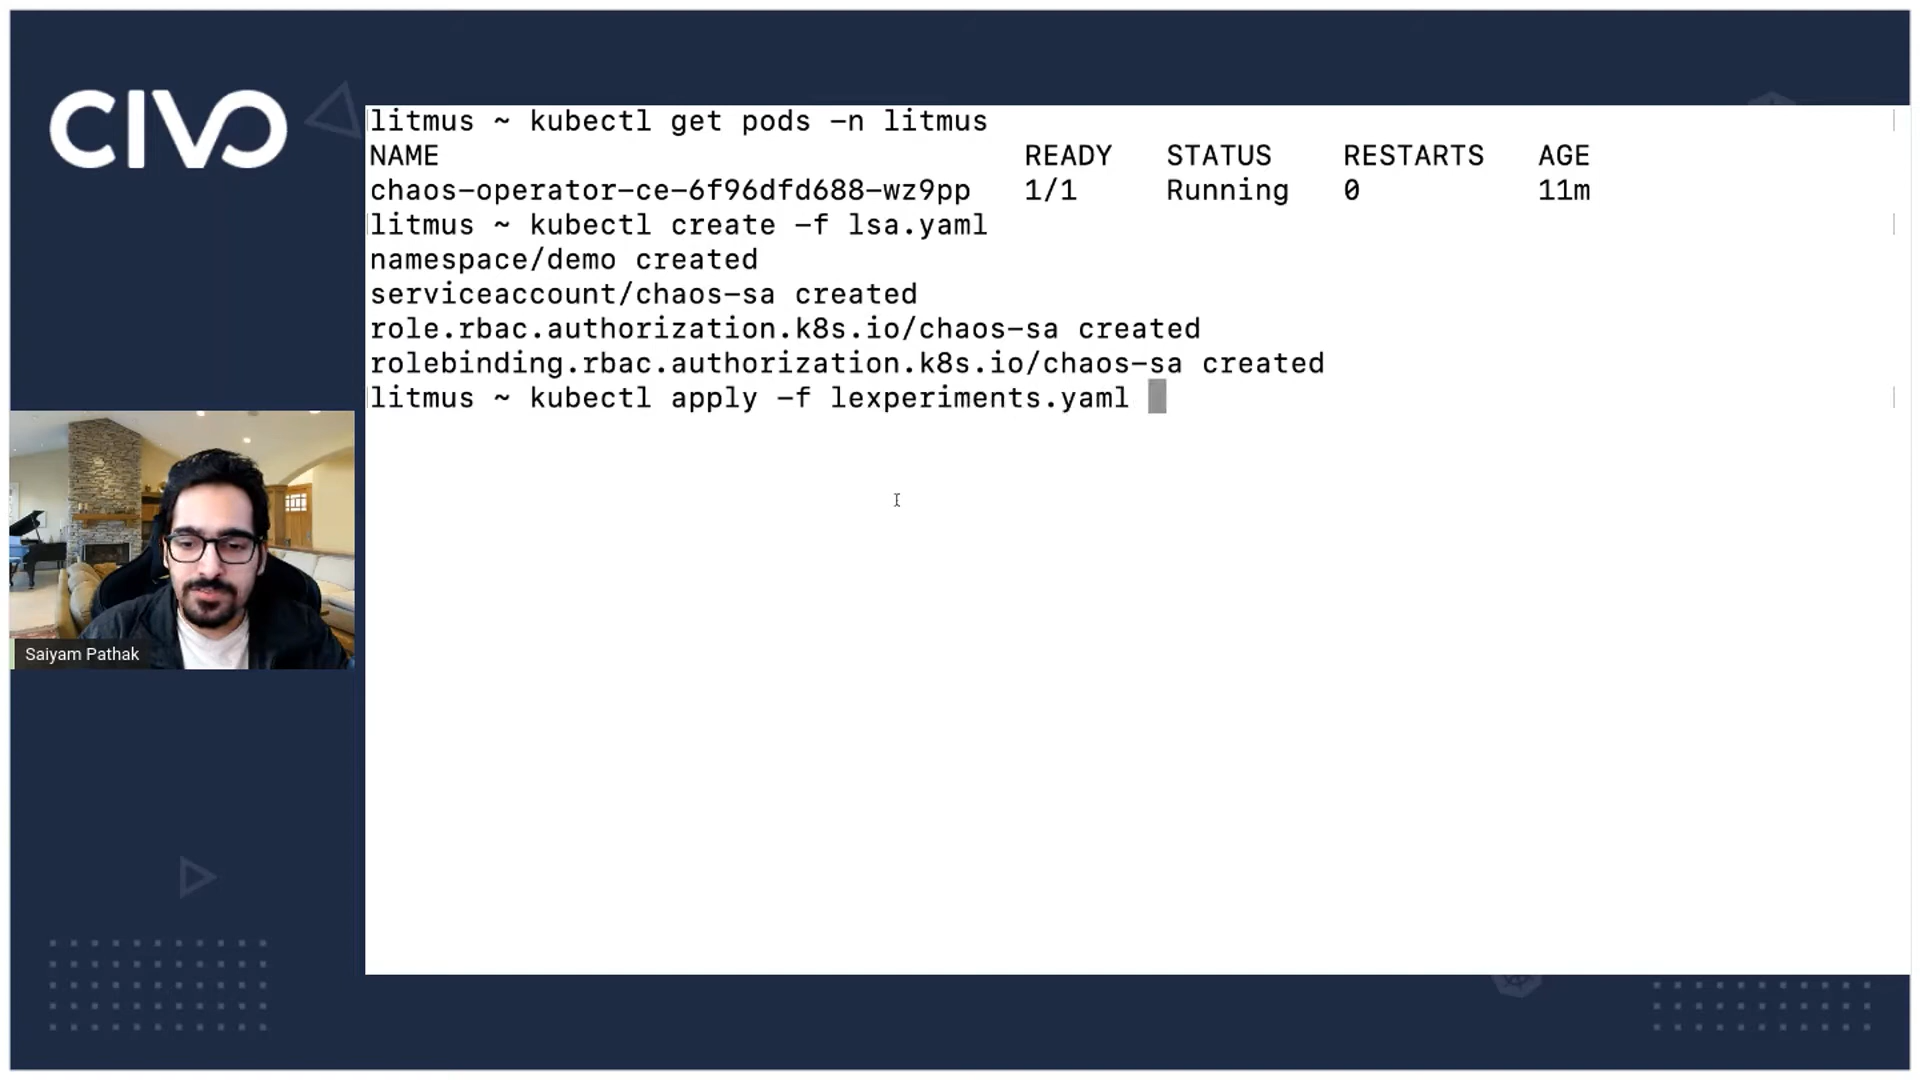 CIVO
litmus ~ kubectl get pods -n litmus
NAME READY STATUS RESTARTS AGE
chaos-operator-ce-6f96dfd688-wz9pp 1/1 Running 0 11m
litmus ~ kubectl create -f lsa.yaml
namespace/demo created
serviceaccount/chaos-sa created
role.rbac.authorization.k8s.io/chaos-sa created
rolebinding.rbac.authorization.k8s.io/chaos-sa created
litmus ~ kubectl apply -f lexperiments.yaml
Saiyam Pathak